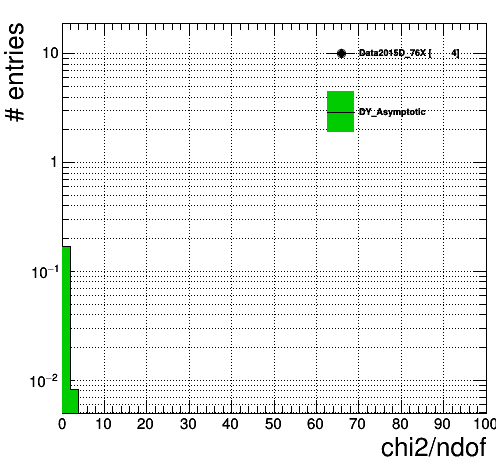 # entries
10
1
10⁻¹
10⁻²
Data2015D_76X [ 4]
DY_Asymptotic
0 10 20 30 40 50 60 70 80 90 100
chi2/ndof